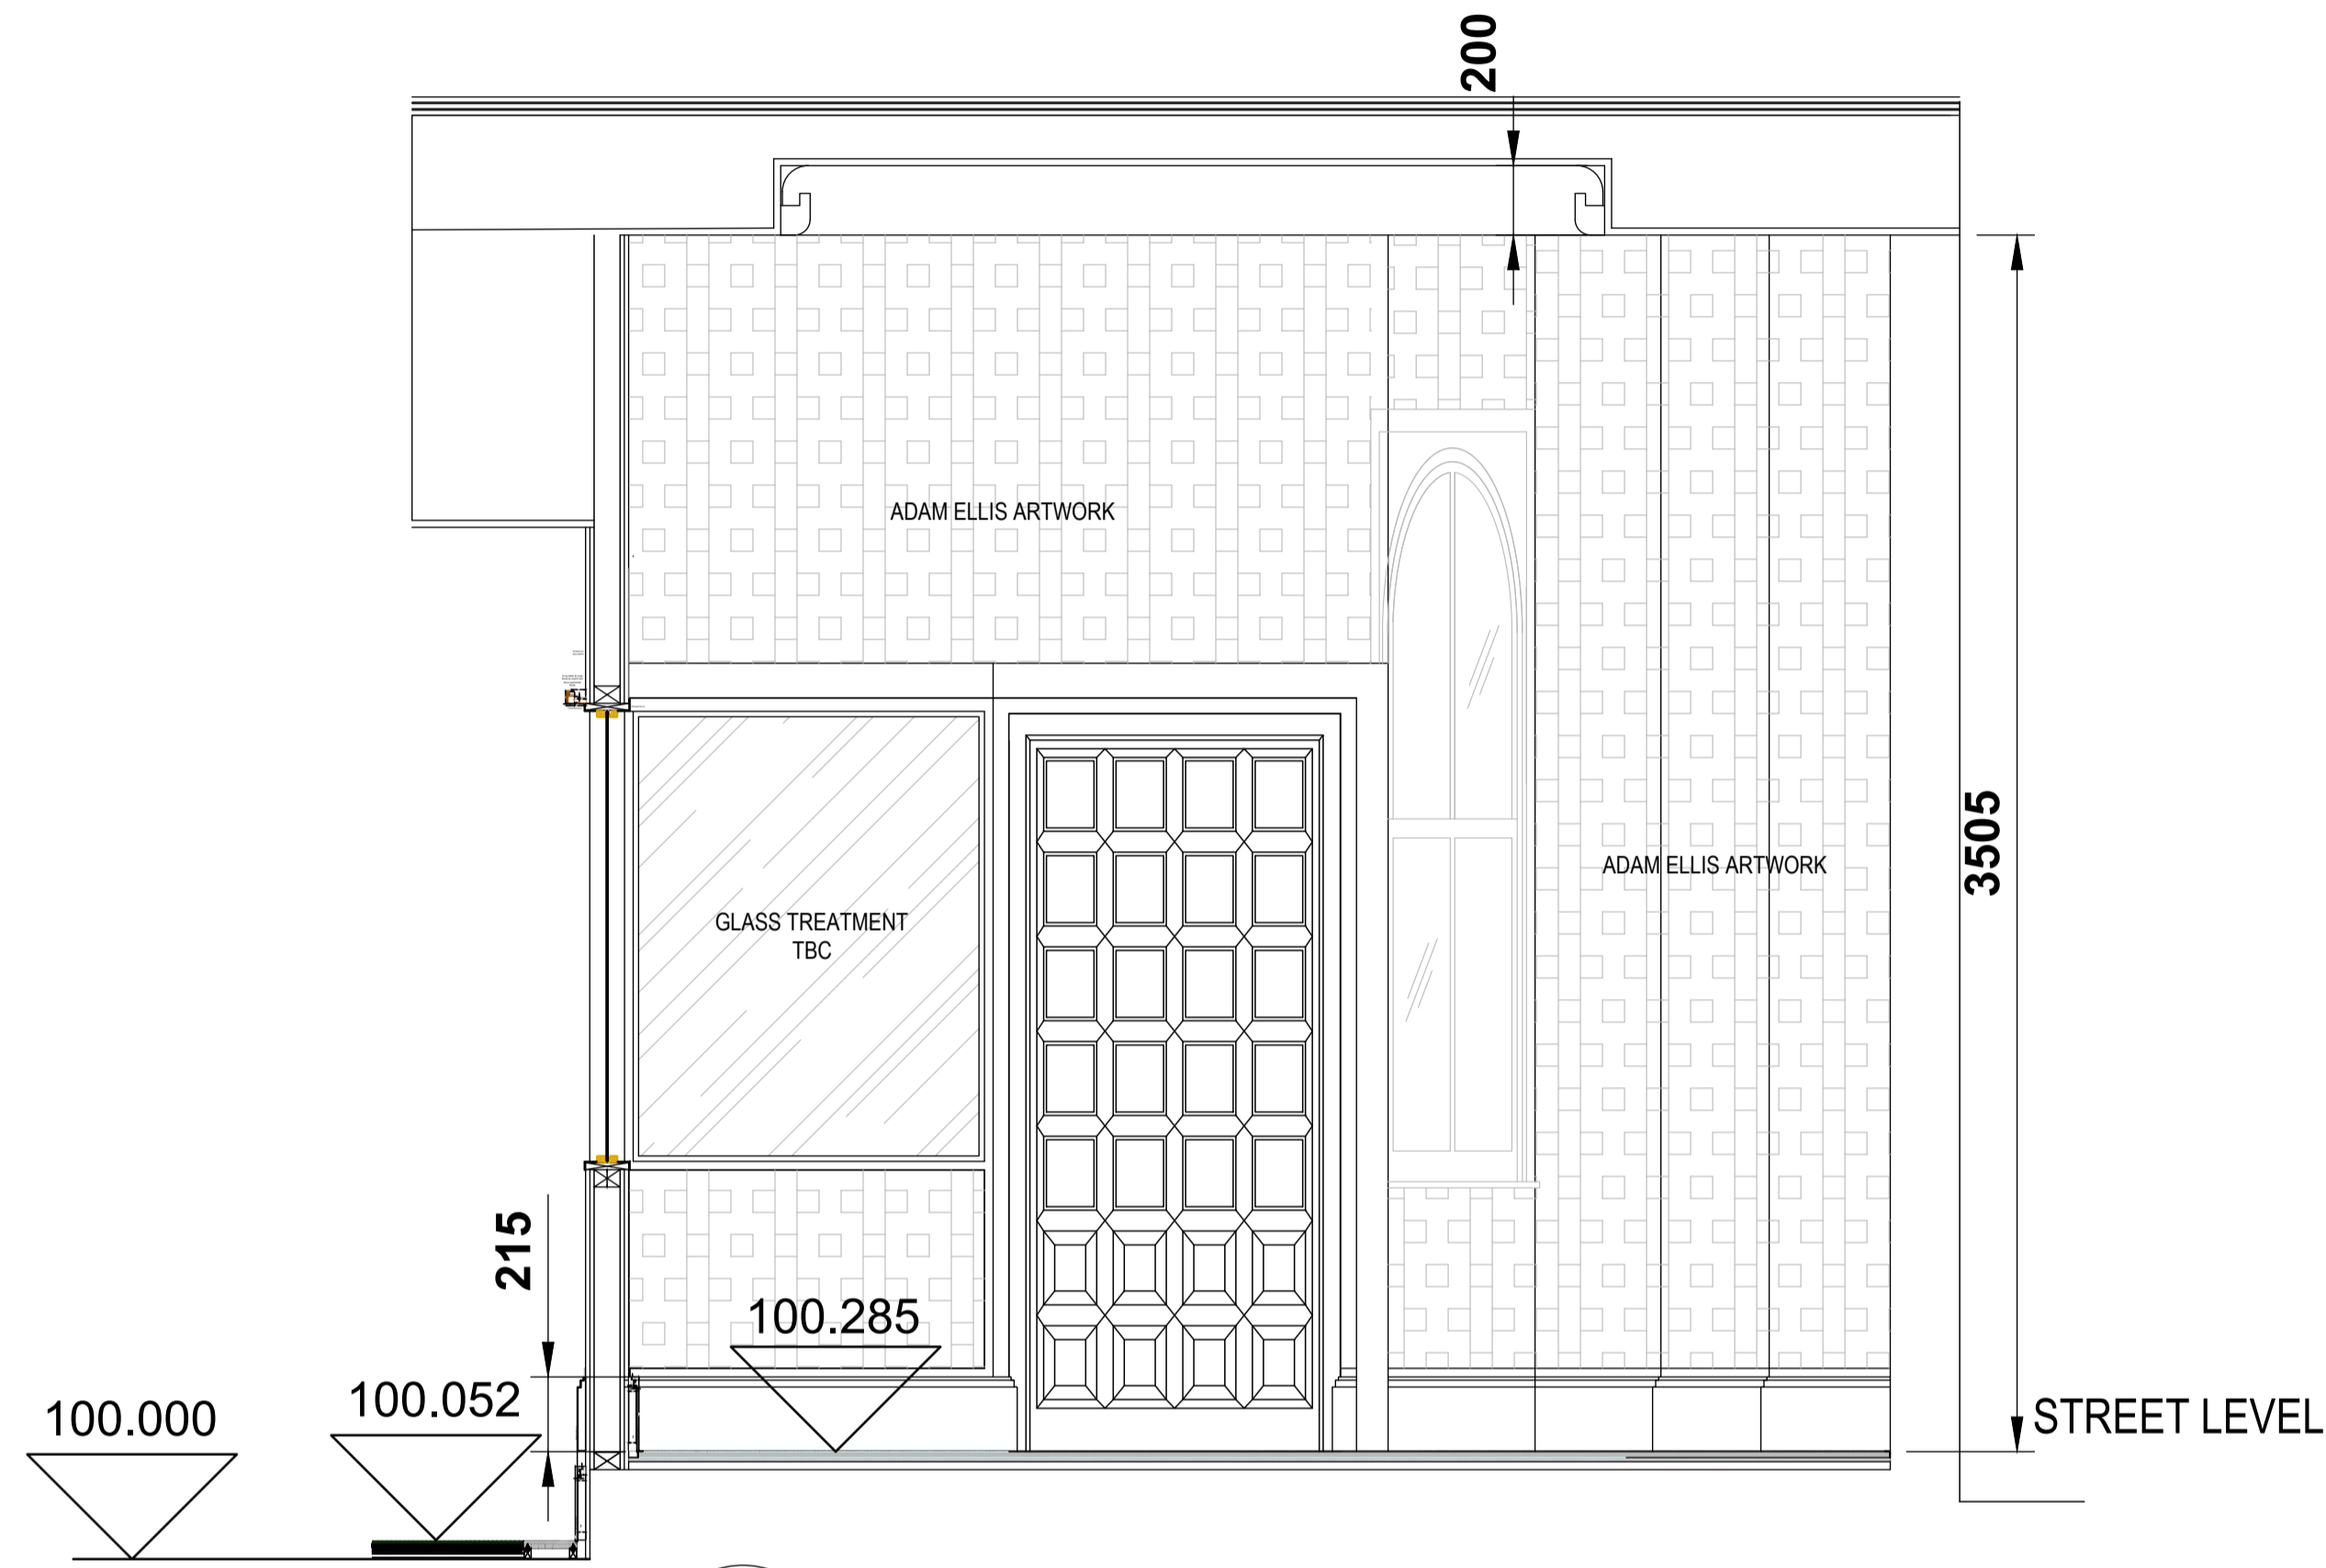 200
ADAM ELLIS ARTWORK
3505
ADAM ELLIS ARTWORK
GLASS TREATMENT
TBC
215
100.285
100.052
100.000
STREET LEVEL